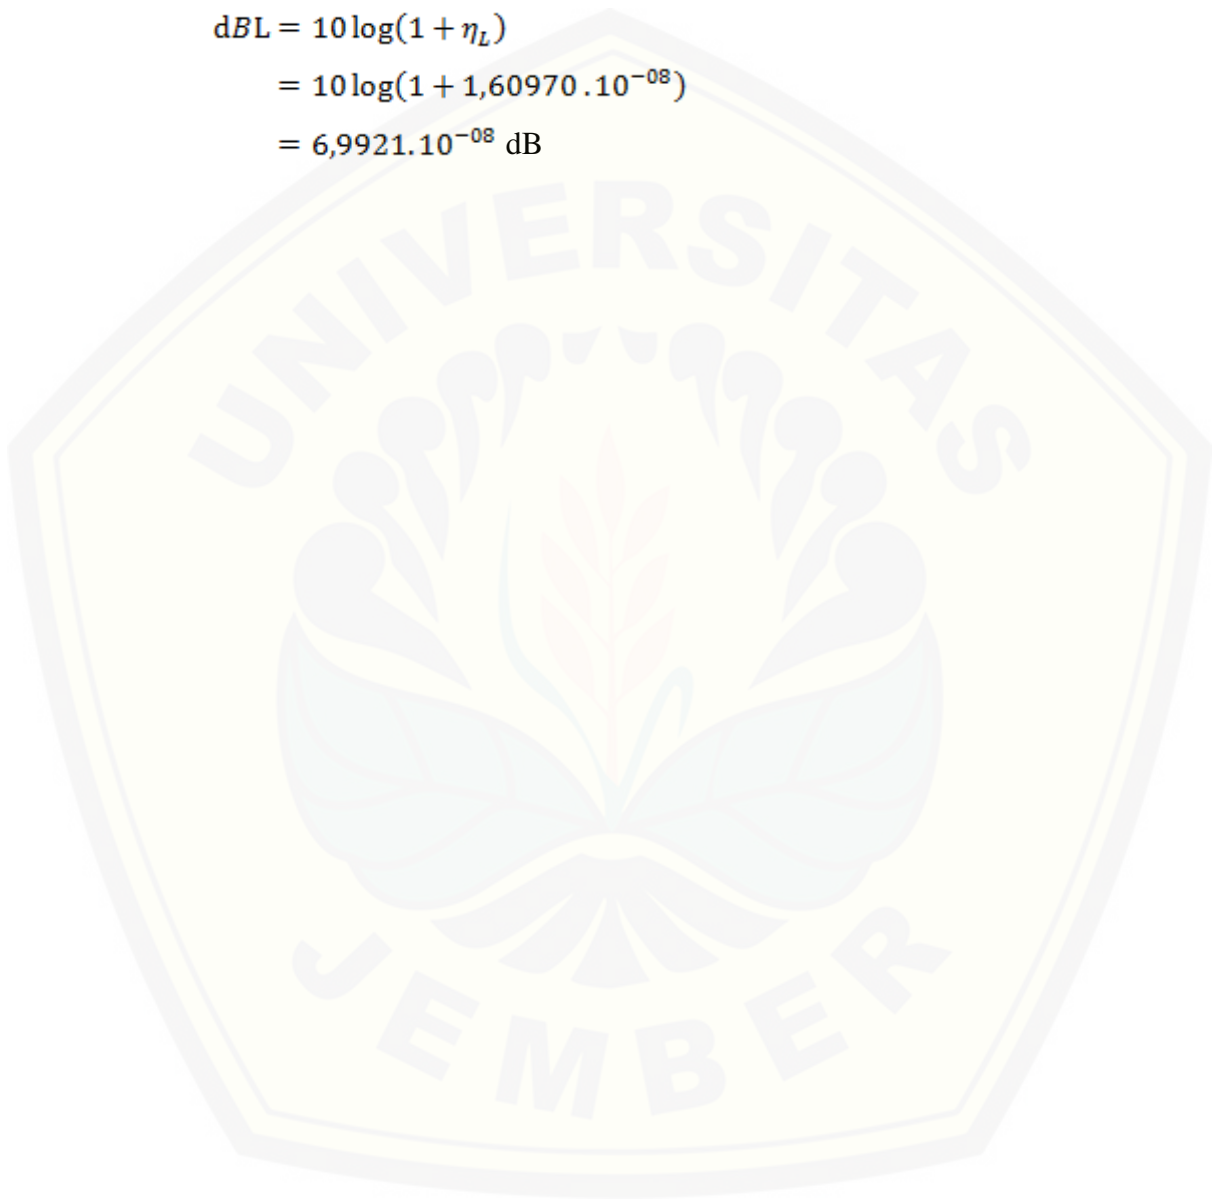 dBL = 10 log(1 + η_L)
= 10 log(1 + 1,60970 . 10⁻⁰⁸)
= 6,9921. 10⁻⁰⁸ dB
UNIVERSITAS
JEMBER